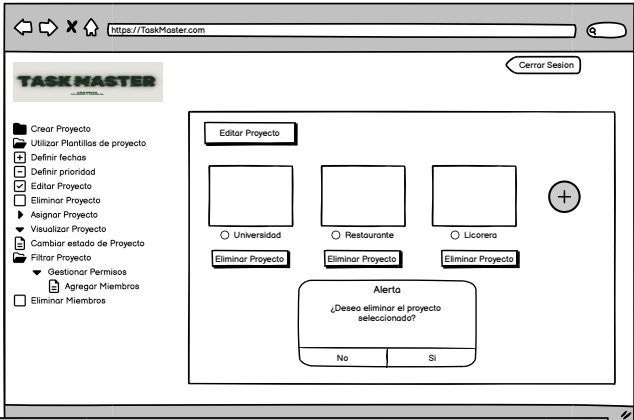 https://TaskMaster.com
Cerrar Sesion
TASK MASTER
Crear Proyecto
Utilizar Plantillas de proyecto
Definir fechas
Definir prioridad
Editar Proyecto
Eliminar Proyecto
Asignar Proyecto
Visualizar Proyecto
Cambiar estado de Proyecto
Filtrar Proyecto
Gestionar Permisos
Agregar Miembros
Eliminar Miembros
Editar Proyecto
Universidad
Restaurante
Licorera
Eliminar Proyecto
Eliminar Proyecto
Eliminar Proyecto
Alerta
¿Desea eliminar el proyecto
seleccionado?
No
Si